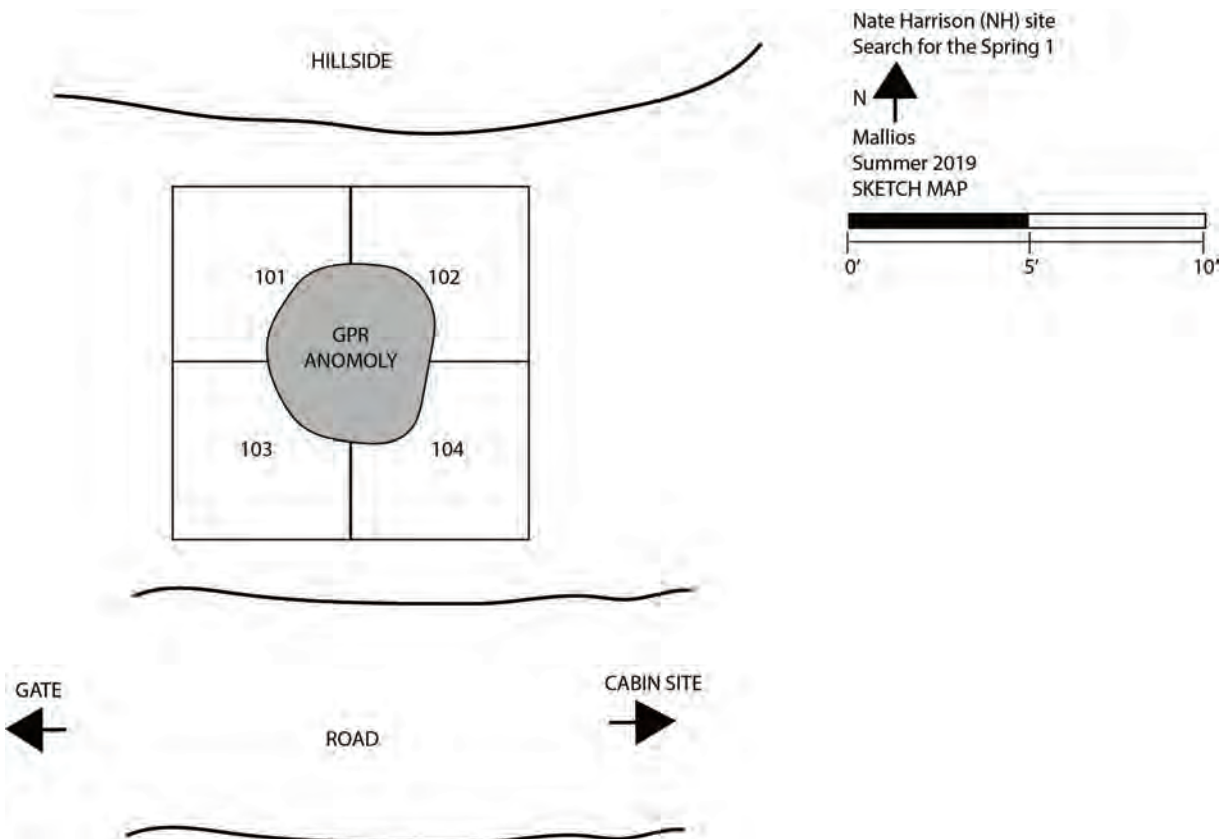 HILLSIDE
Nate Harrison (NH) site
Search for the Spring 1
N
Mallios
Summer 2019
SKETCH MAP
0'
5'
10'
101
102
GPR
ANOMOLY
103
104
GATE
CABIN SITE
ROAD